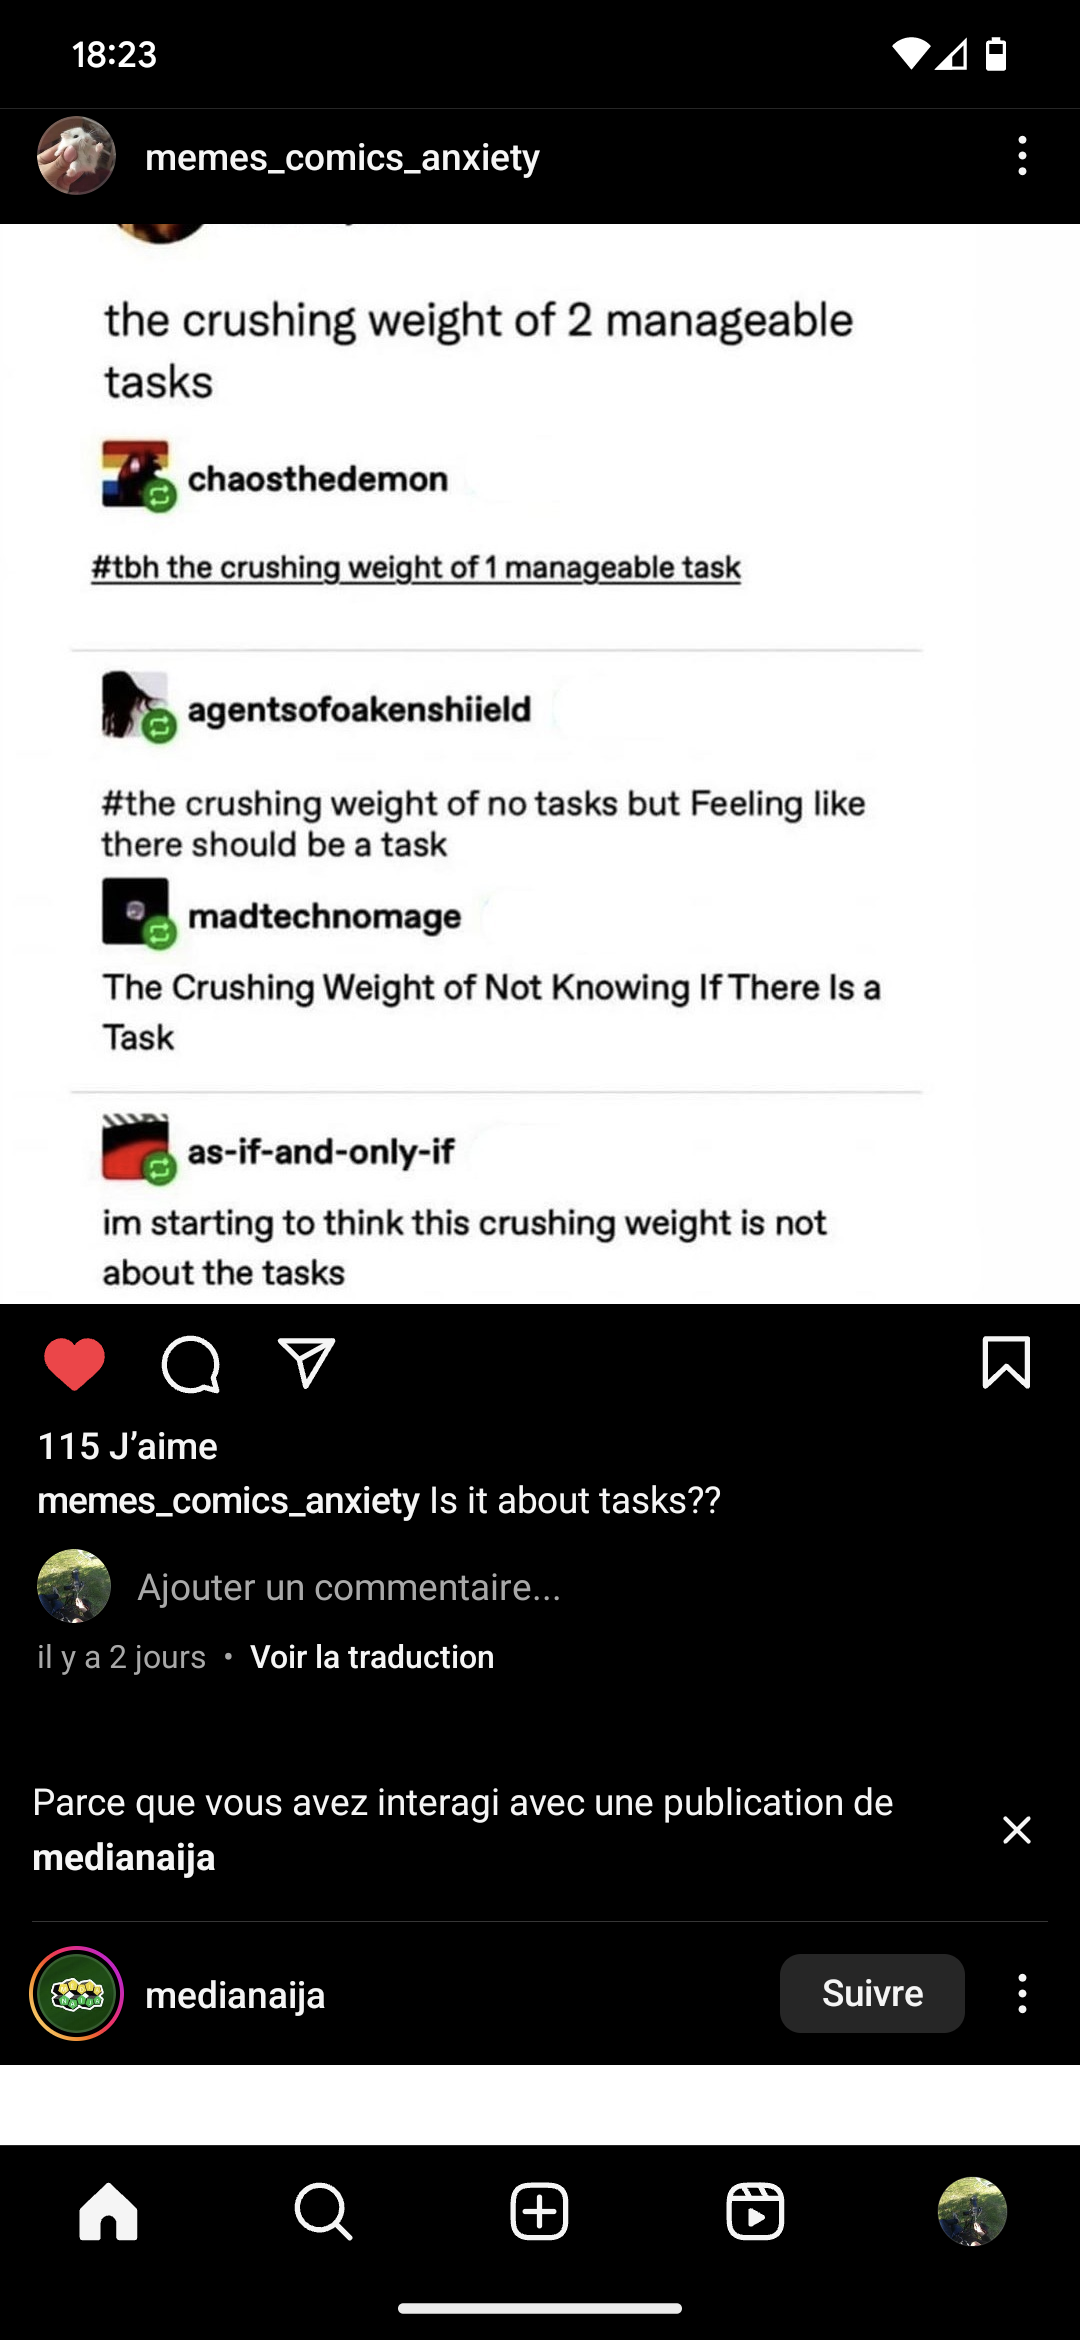 18:23
memes_comics_anxiety
the crushing weight of 2 manageable
tasks
chaosthedemon
#tbh the crushing weight of 1 manageable task
agentsofoakenshiield
#the crushing weight of no tasks but Feeling like
there should be a task
madtechnomage
The Crushing Weight of Not Knowing If There Is a
Task
as-if-and-only-if
im starting to think this crushing weight is not
about the tasks
115 J’aime
memes_comics_anxiety Is it about tasks??
Ajouter un commentaire...
il y a 2 jours • Voir la traduction
Parce que vous avez interagi avec une publication de
medianaija
medianaija
Suivre